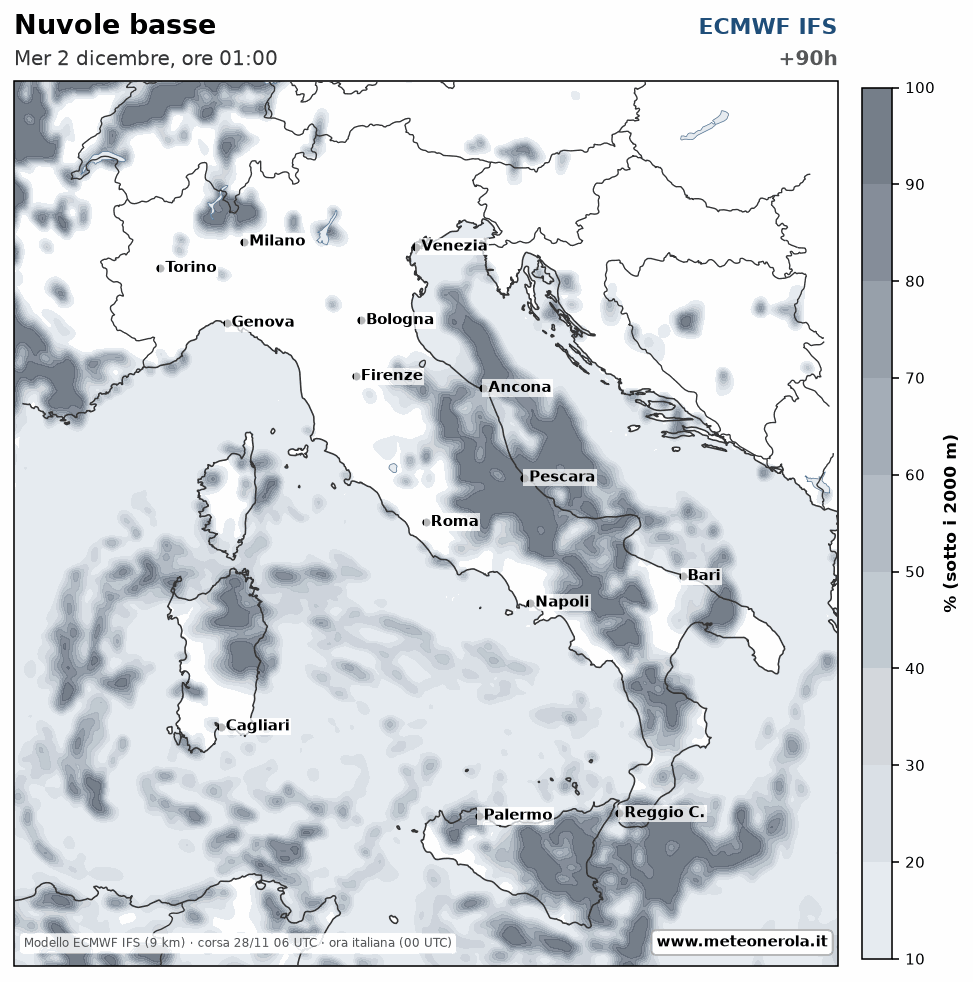 Nuvole basse
ECMWF IFS
Mer 2 dicembre, ore 01:00
+90h
100
90
80
70
60
50
40
30
20
10
% (sotto i 2000 m)
Milano
Venezia
Torino
Genova
Bologna
Firenze
Ancona
Pescara
Roma
Bari
Napoli
Cagliari
Palermo
Reggio C.
Modello ECMWF IFS (9 km) · corsa 28/11 06 UTC · ora italiana (00 UTC)
www.meteonerola.it